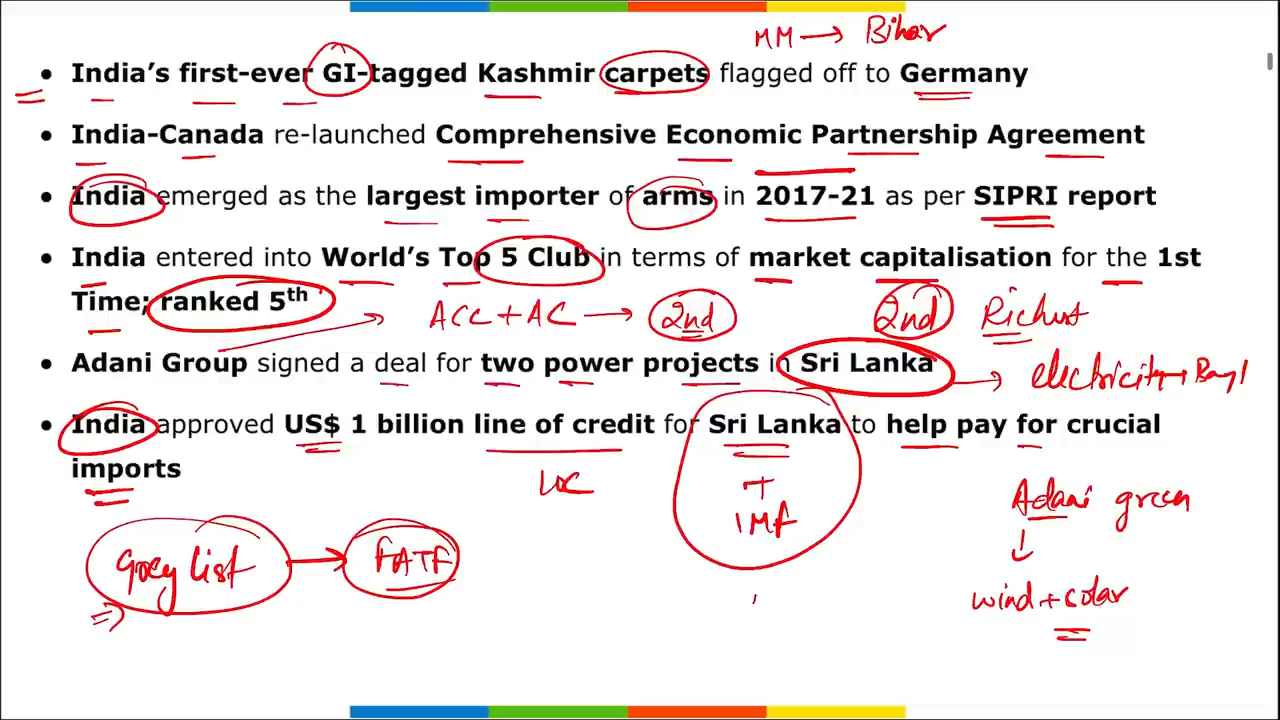 MM → Bihar
• India's first-ever GI-tagged Kashmir carpets flagged off to Germany
• India-Canada re-launched Comprehensive Economic Partnership Agreement
• India emerged as the largest importer of arms in 2017-21 as per SIPRI report
• India entered into World's Top 5 Club in terms of market capitalisation for the 1st
Time; ranked 5th
ACC + AC → 2nd 2nd Richest
• Adani Group signed a deal for two power projects in Sri Lanka
→ electricity →
• India approved US$ 1 billion line of credit for Sri Lanka to help pay for crucial
imports
LOC
+
IMF
Adani green
↓
wind + solar
Grey list → FATF